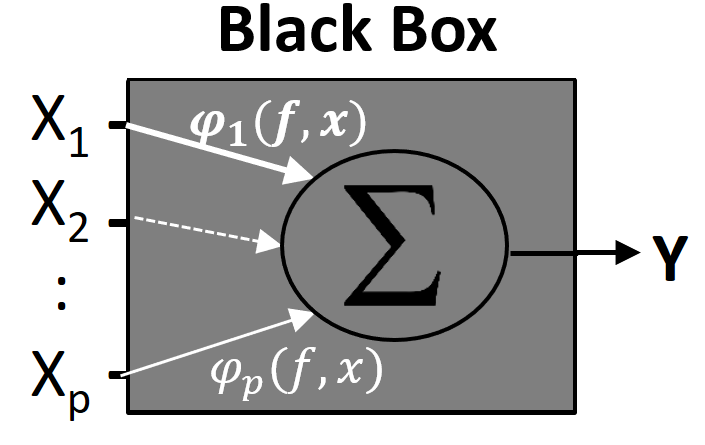 Black Box
X₁
φ₁(f, x)
X₂
Σ
Y
:
Xₚ
φₚ(f, x)